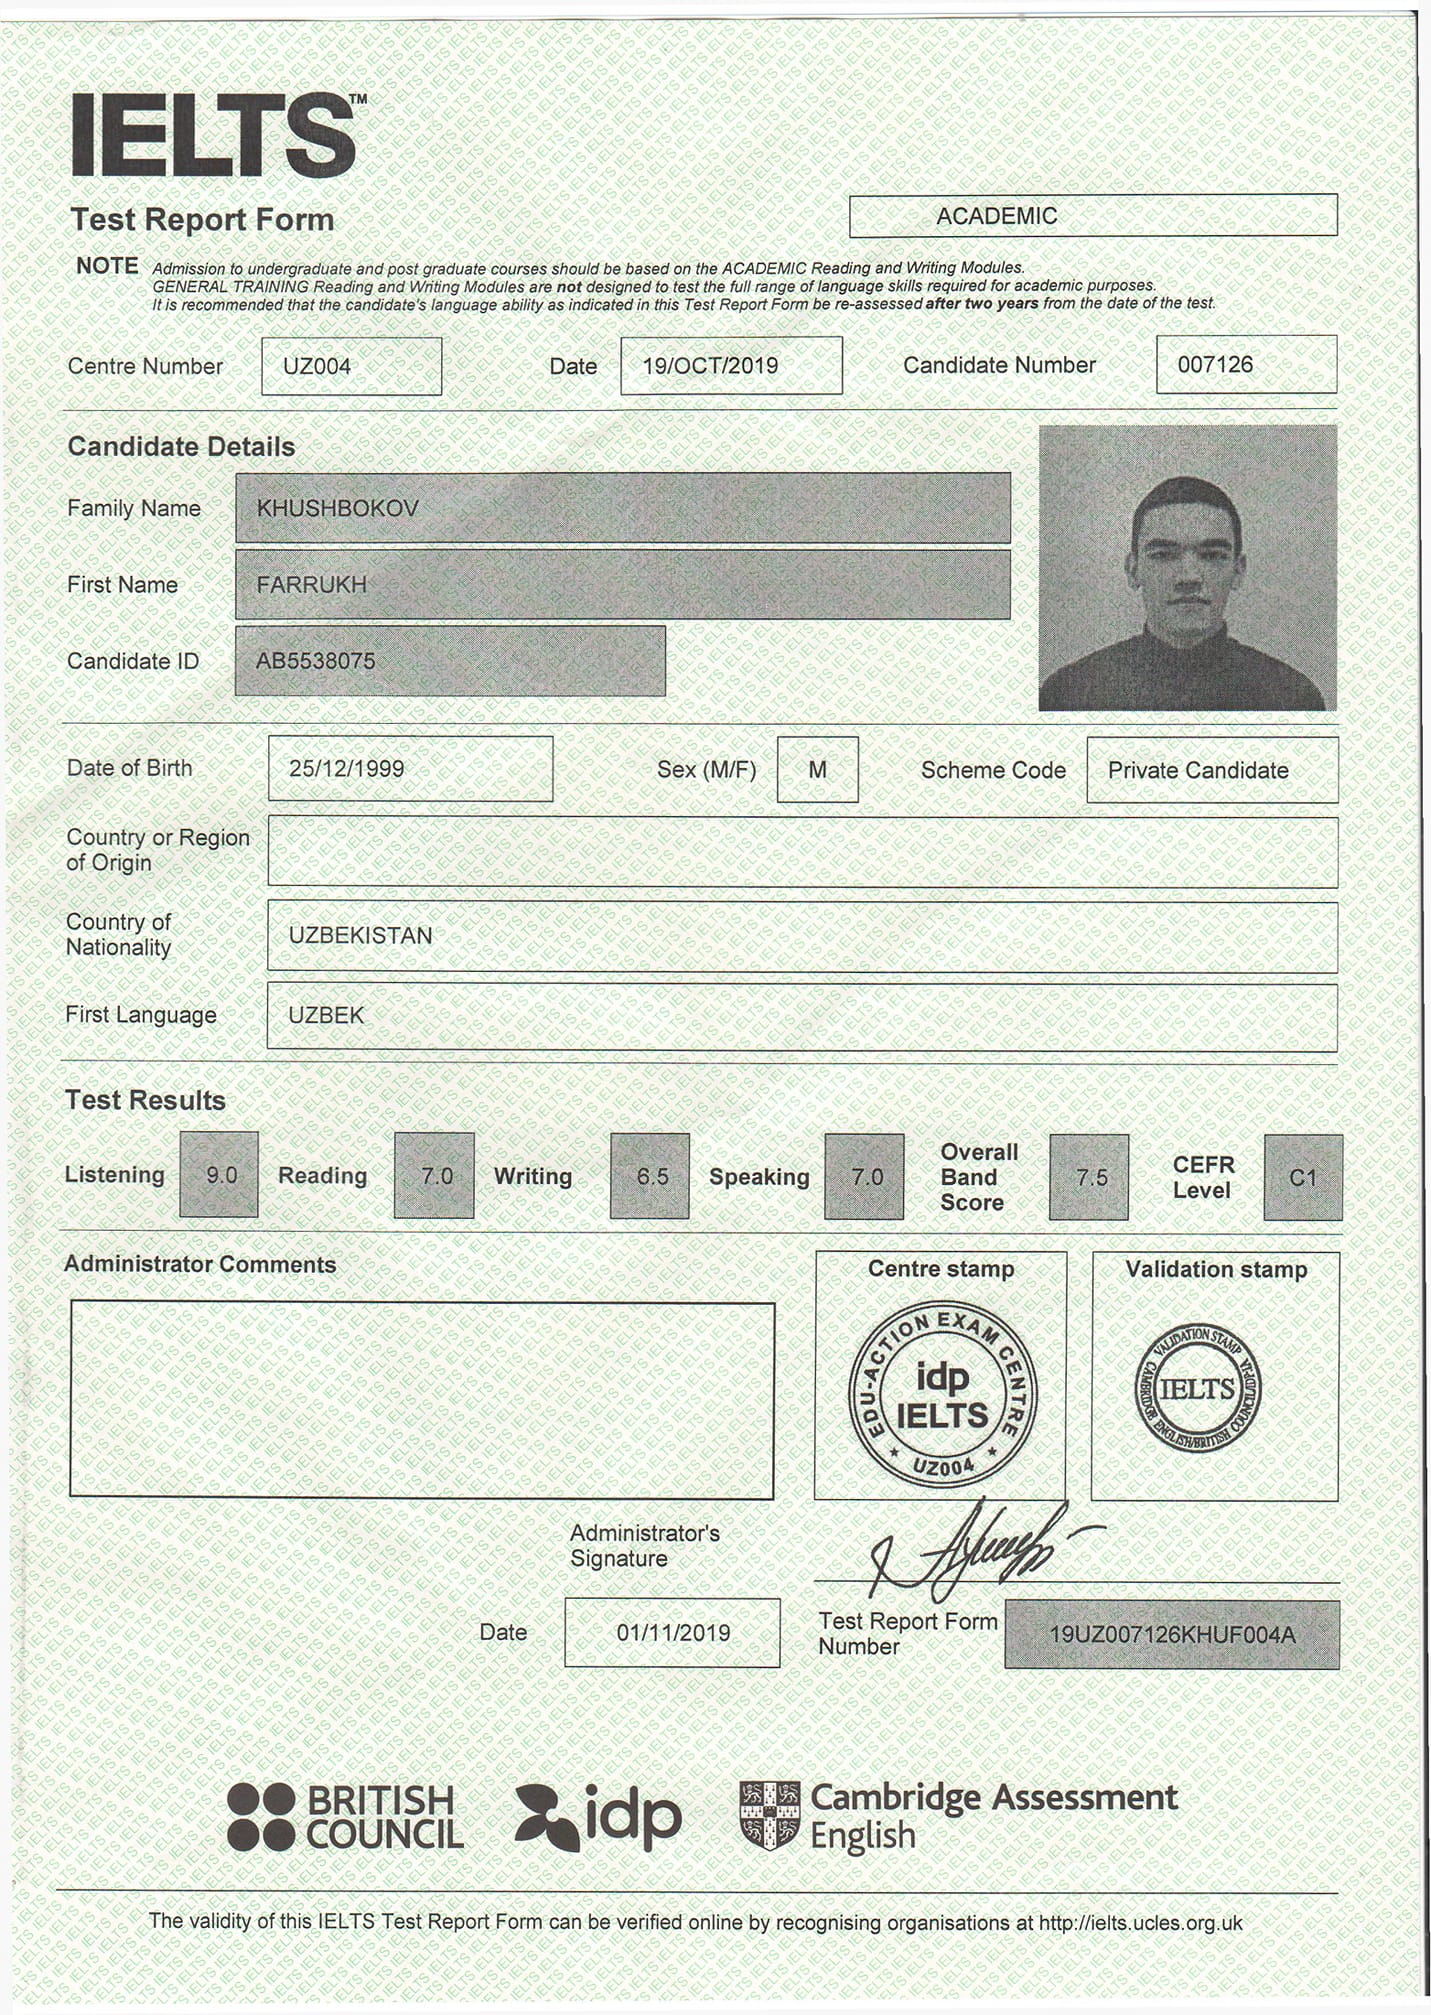 IELTS™
Test Report Form
ACADEMIC
NOTE Admission to undergraduate and post graduate courses should be based on the ACADEMIC Reading and Writing Modules.
GENERAL TRAINING Reading and Writing Modules are not designed to test the full range of language skills required for academic purposes.
It is recommended that the candidate's language ability as indicated in this Test Report Form be re-assessed after two years from the date of the test.
Centre Number UZ004 Date 19/OCT/2019 Candidate Number 007126
Candidate Details
Family Name KHUSHBOKOV
First Name FARRUKH
Candidate ID AB5538075
Date of Birth 25/12/1999 Sex (M/F) M Scheme Code Private Candidate
Country or Region
of Origin
Country of
Nationality
UZBEKISTAN
First Language UZBEK
Test Results
Listening 9.0 Reading 7.0 Writing 6.5 Speaking 7.0
Overall
Band
Score
7.5
CEFR
Level
C1
Administrator Comments
Centre stamp
EDU-ACTION EXAM CENTRE
idp
IELTS
UZ004
Validation stamp
VALIDATION STAMP
IELTS
CAMBRIDGE ENGLISH/BRITISH COUNCIL/IDP:IA
Administrator's
Signature
Date 01/11/2019
Test Report Form
Number
19UZ007126KHUF004A
BRITISH
COUNCIL
idp
Cambridge Assessment
English
The validity of this IELTS Test Report Form can be verified online by recognising organisations at http://ielts.ucles.org.uk